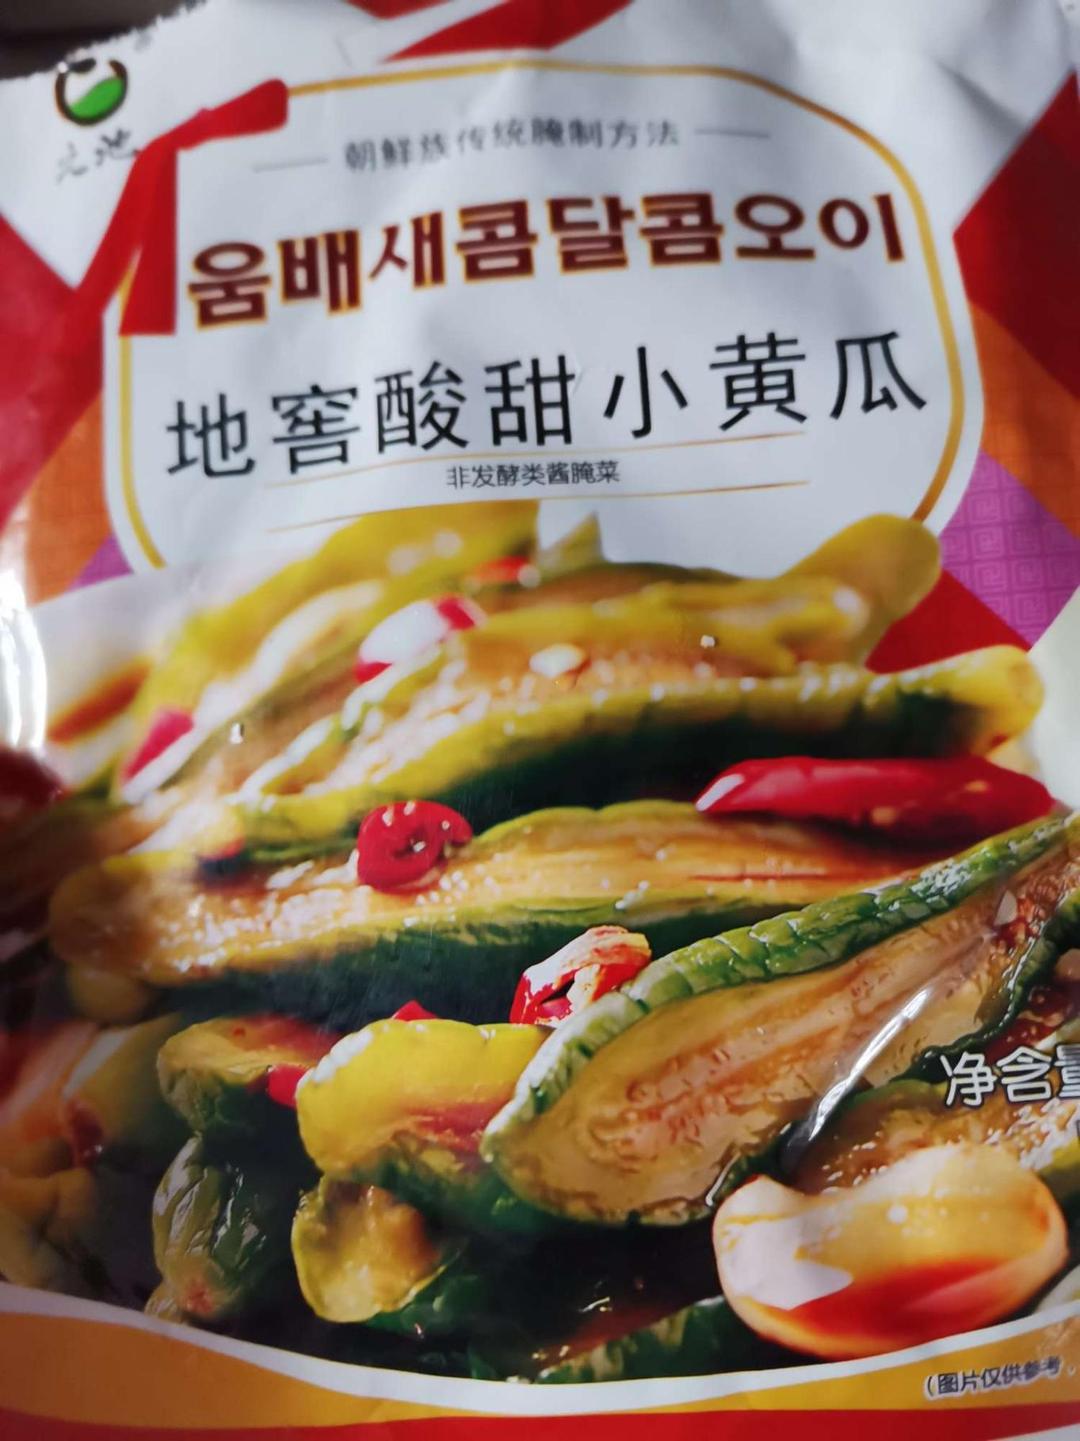 朝鲜族传统腌制方法
움배새콤달콤오이
地窖酸甜小黄瓜
非发酵类酱腌菜
净含量
(图片仅供参考